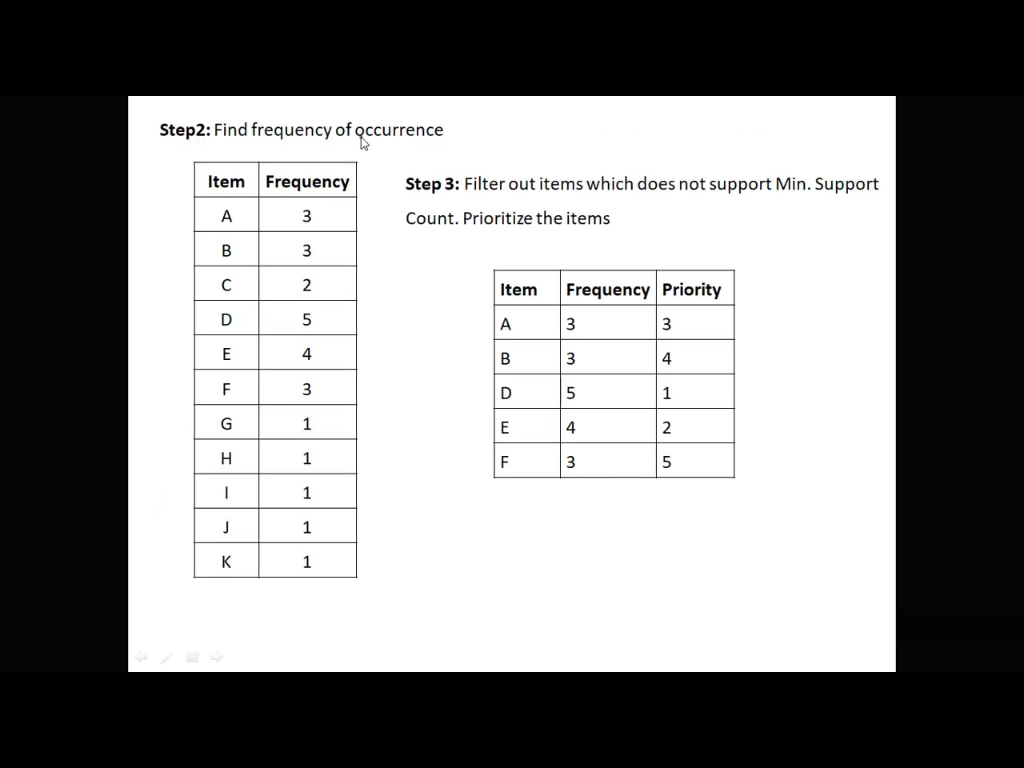 Step2: Find frequency of occurrence
Item Frequency
A 3
B 3
C 2
D 5
E 4
F 3
G 1
H 1
I 1
J 1
K 1
Step 3: Filter out items which does not support Min. Support
Count. Prioritize the items
Item Frequency Priority
A 3 3
B 3 4
D 5 1
E 4 2
F 3 5